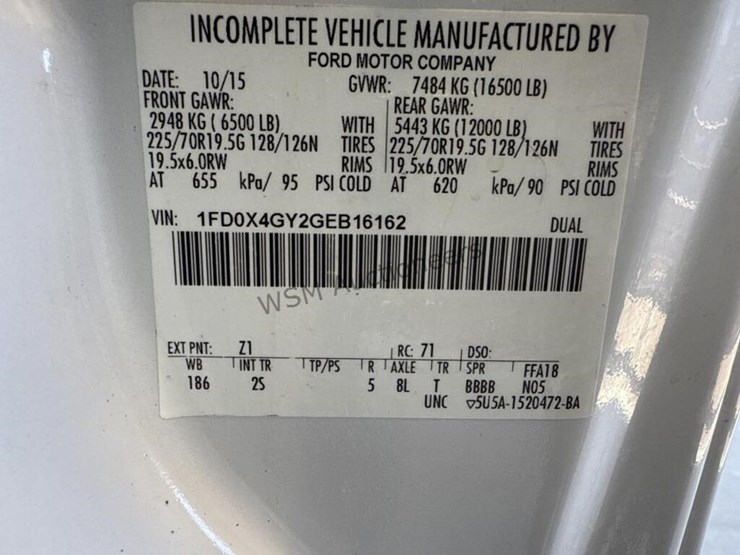 INCOMPLETE VEHICLE MANUFACTURED BY
FORD MOTOR COMPANY
DATE: 10/15 GVWR: 7484 KG (16500 LB)
FRONT GAWR: REAR GAWR:
2948 KG ( 6500 LB) WITH 5443 KG (12000 LB) WITH
225/70R19.5G 128/126N TIRES 225/70R19.5G 128/126N TIRES
19.5x6.0RW RIMS 19.5x6.0RW RIMS
AT 655 kPa/ 95 PSI COLD AT 620 kPa/ 90 PSI COLD
VIN: 1FD0X4GY2GEB16162 DUAL
WSM Auctioneers
EXT PNT: Z1 RC: 71 DSO:
WB INT TR TP/PS R AXLE TR SPR FFA18
186 2S 5 8L T BBBB N05
UNC ▽5U5A-1520472-BA